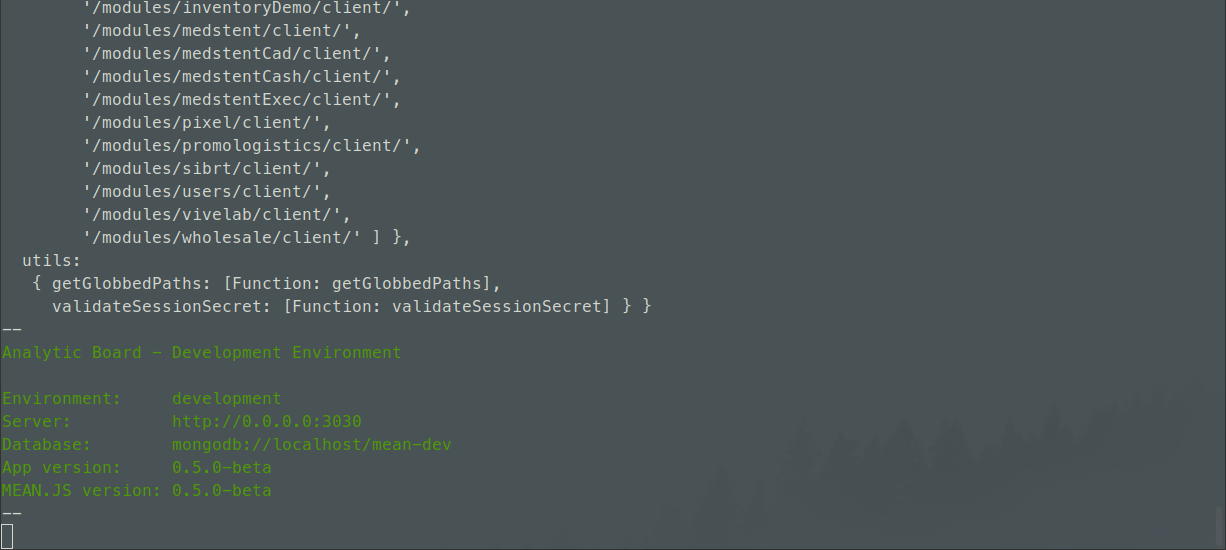 '/modules/inventoryDemo/client/',
'/modules/medstent/client/',
'/modules/medstentCad/client/',
'/modules/medstentCash/client/',
'/modules/medstentExec/client/',
'/modules/pixel/client/',
'/modules/promologistics/client/',
'/modules/sibrt/client/',
'/modules/users/client/',
'/modules/vivelab/client/',
'/modules/wholesale/client/' ] },
utils:
{ getGlobbedPaths: [Function: getGlobbedPaths],
validateSessionSecret: [Function: validateSessionSecret] } }
--
Analytic Board - Development Environment
Environment: development
Server: http://0.0.0.0:3030
Database: mongodb://localhost/mean-dev
App version: 0.5.0-beta
MEAN.JS version: 0.5.0-beta
--